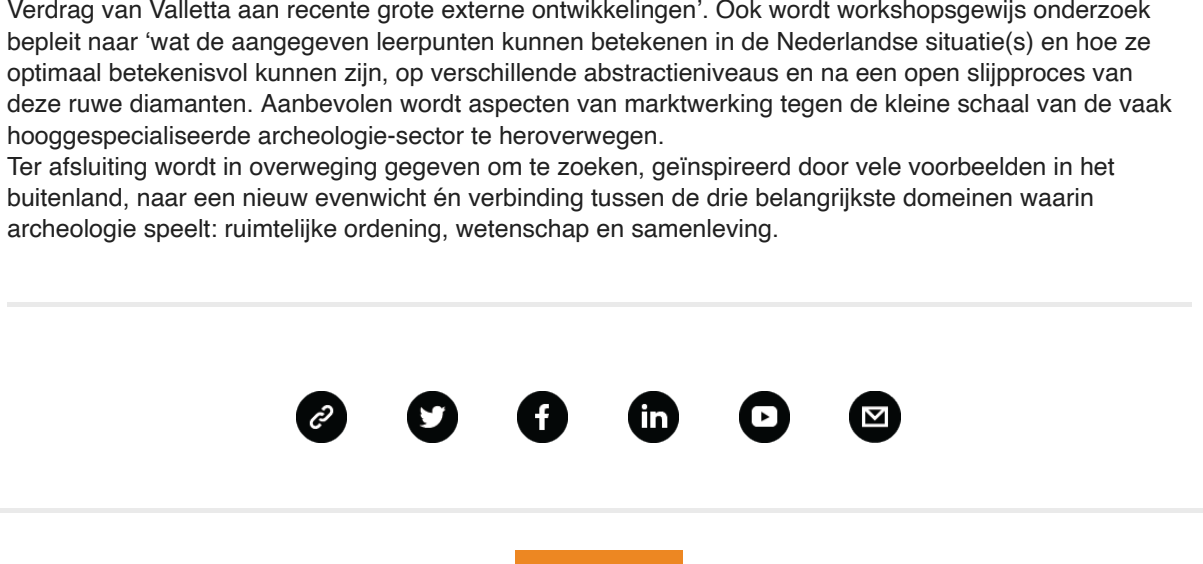 Verdrag van Valletta aan recente grote externe ontwikkelingen’. Ook wordt workshopsgewijs onderzoek
bepleit naar ‘wat de aangegeven leerpunten kunnen betekenen in de Nederlandse situatie(s) en hoe ze
optimaal betekenisvol kunnen zijn, op verschillende abstractieniveaus en na een open slijpproces van
deze ruwe diamanten. Aanbevolen wordt aspecten van marktwerking tegen de kleine schaal van de vaak
hooggespecialiseerde archeologie-sector te heroverwegen.
Ter afsluiting wordt in overweging gegeven om te zoeken, geïnspireerd door vele voorbeelden in het
buitenland, naar een nieuw evenwicht én verbinding tussen de drie belangrijkste domeinen waarin
archeologie speelt: ruimtelijke ordening, wetenschap en samenleving.